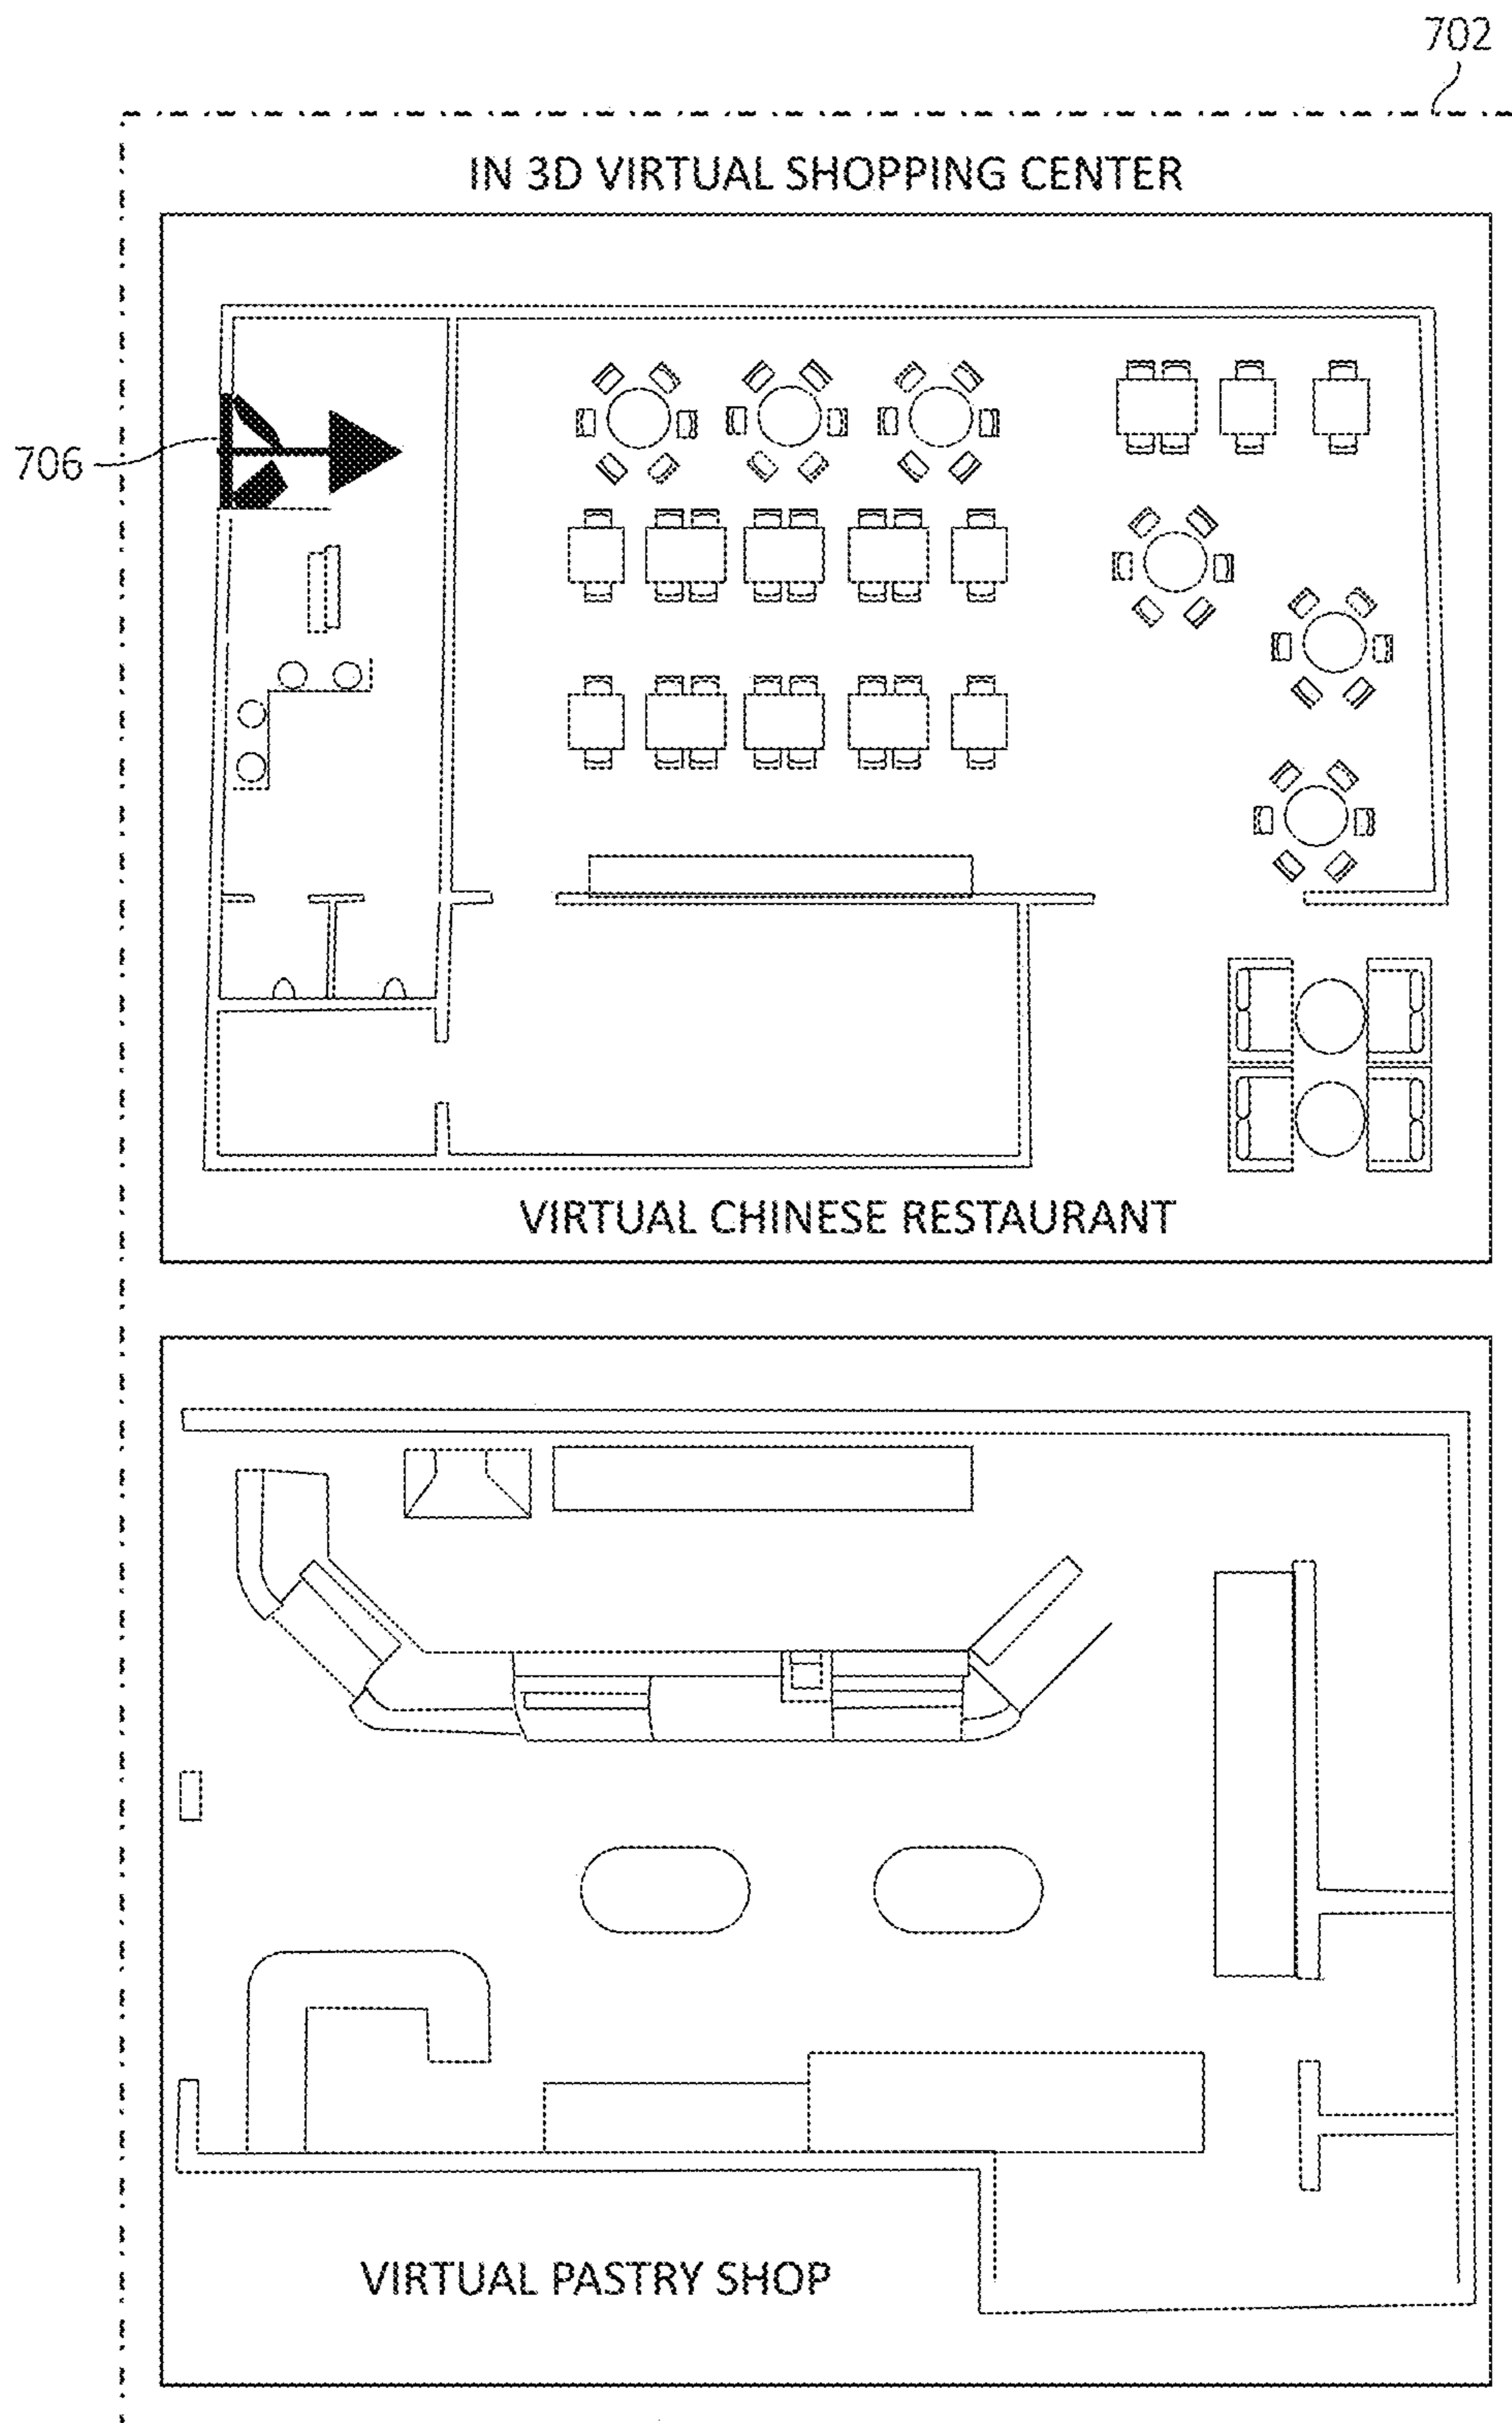 702
IN 3D VIRTUAL SHOPPING CENTER
706
VIRTUAL CHINESE RESTAURANT
VIRTUAL PASTRY SHOP